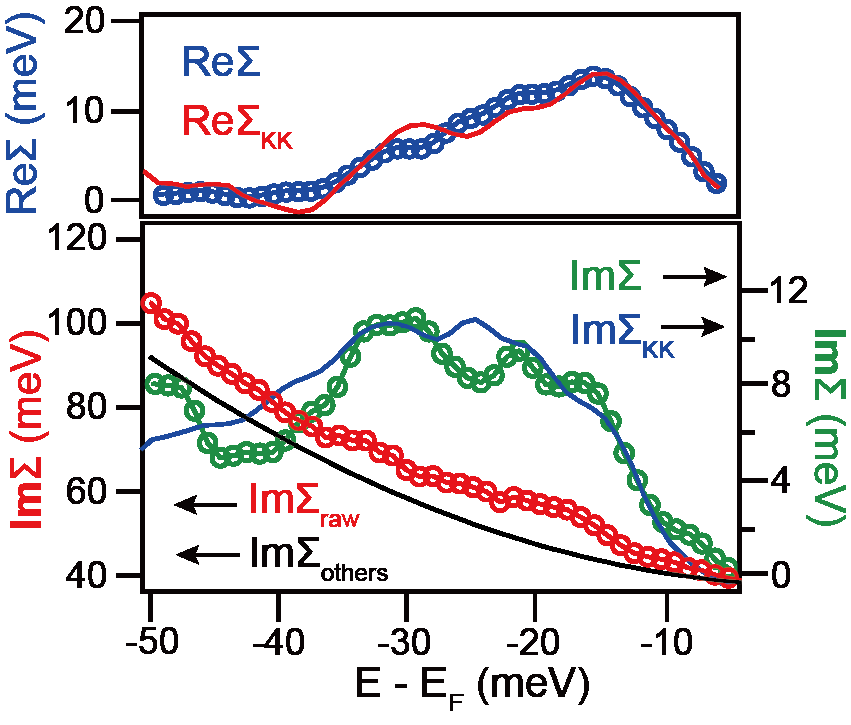 20
10
0
ReΣ (meV)
ReΣ
ReΣKK
120
100
80
60
40
ImΣ (meV)
ImΣ
ImΣKK
ImΣraw
ImΣothers
12
8
4
0
ImΣ (meV)
-50 -40 -30 -20 -10
E - EF (meV)